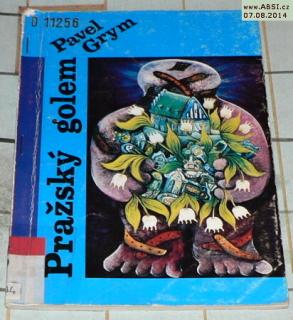 www.ABSI.cz
07.08.2014
D 11256
Pavel
Grym
Pražský golem